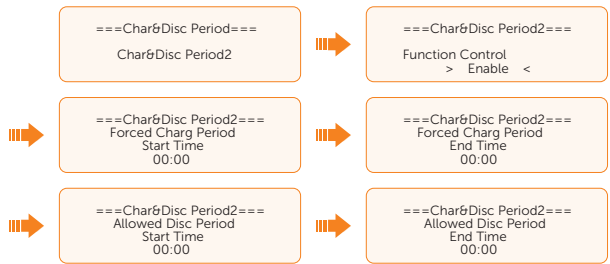 ===Char&Disc Period===
Char&Disc Period2
===Char&Disc Period2===
Function Control
> Enable <
===Char&Disc Period2===
Forced Charg Period
Start Time
00:00
===Char&Disc Period2===
Forced Charg Period
End Time
00:00
===Char&Disc Period2===
Allowed Disc Period
Start Time
00:00
===Char&Disc Period2===
Allowed Disc Period
End Time
00:00